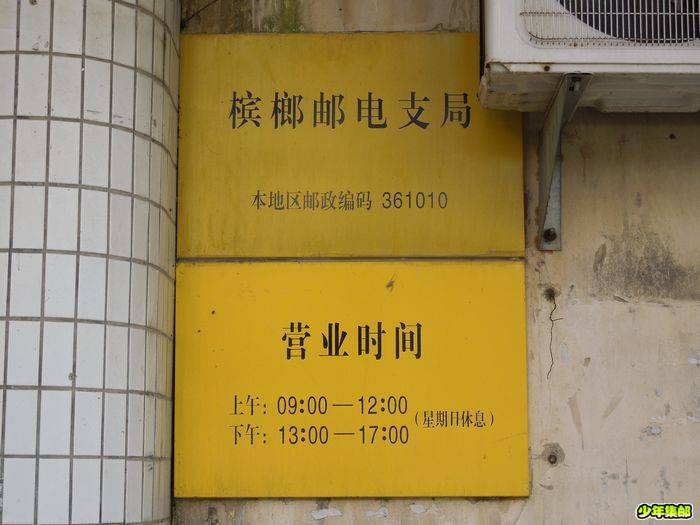 槟榔邮电支局
本地区邮政编码 361010
营业时间
上午: 09:00—12:00
(星期日休息)
下午: 13:00—17:00
少年集邮